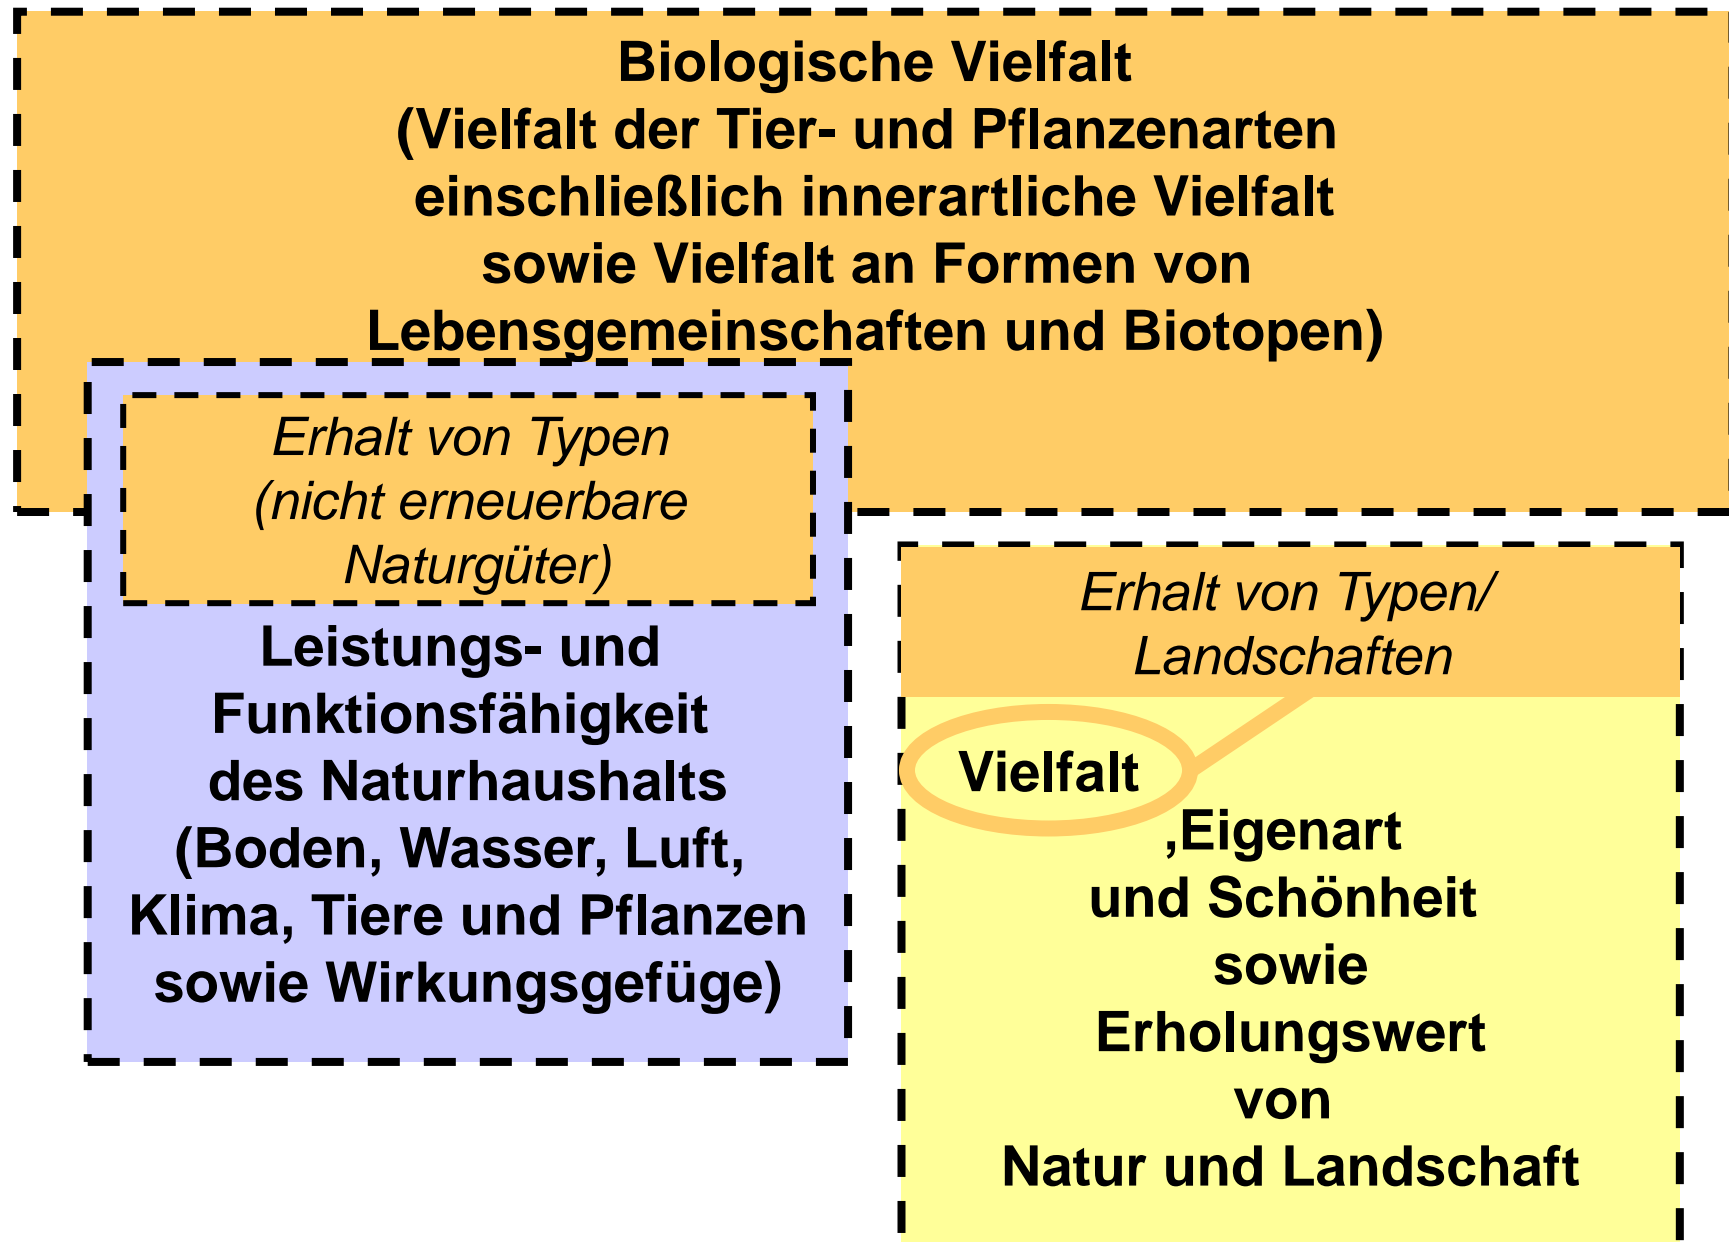 Biologische Vielfalt
(Vielfalt der Tier- und Pflanzenarten
einschließlich innerartliche Vielfalt
sowie Vielfalt an Formen von
Lebensgemeinschaften und Biotopen)
Erhalt von Typen
(nicht erneuerbare
Naturgüter)
Leistungs- und
Funktionsfähigkeit
des Naturhaushalts
(Boden, Wasser, Luft,
Klima, Tiere und Pflanzen
sowie Wirkungsgefüge)
Erhalt von Typen/
Landschaften
Vielfalt
,Eigenart
und Schönheit
sowie
Erholungswert
von
Natur und Landschaft